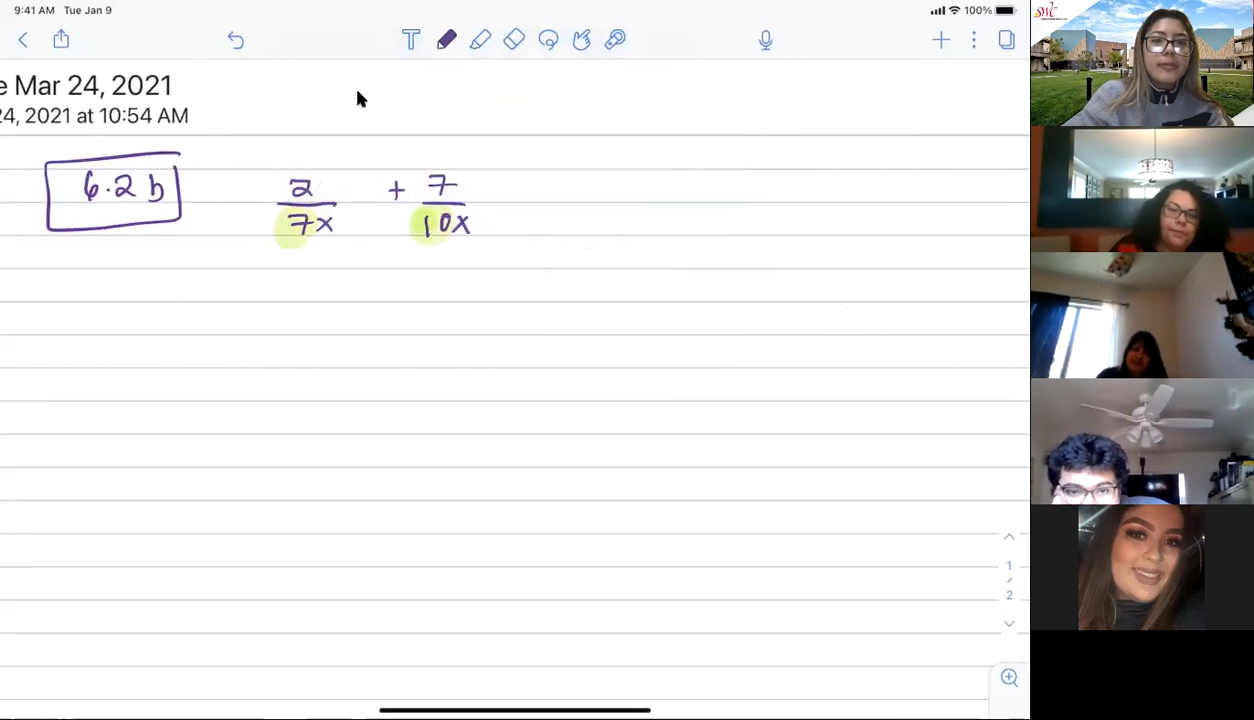 9:41 AM Tue Jan 9
100%
e Mar 24, 2021
24, 2021 at 10:54 AM
6.2 b
2/7x + 7/10x
T
1
/
2
SWC